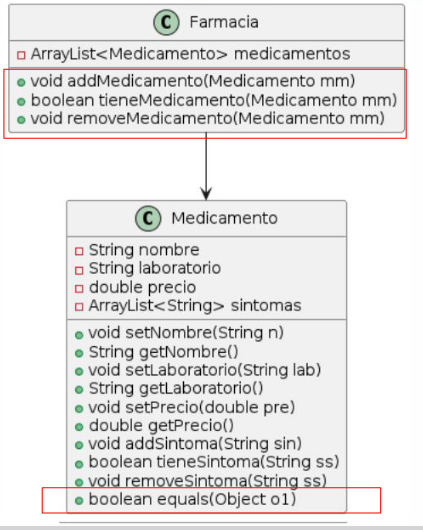 C Farmacia
ArrayList<Medicamento> medicamentos
void addMedicamento(Medicamento mm)
boolean tieneMedicamento(Medicamento mm)
void removeMedicamento(Medicamento mm)
C Medicamento
String nombre
String laboratorio
double precio
ArrayList<String> sintomas
void setNombre(String n)
String getNombre()
void setLaboratorio(String lab)
String getLaboratorio()
void setPrecio(double pre)
double getPrecio()
void addSintoma(String sin)
boolean tieneSintoma(String ss)
void removeSintoma(String ss)
boolean equals(Object o1)